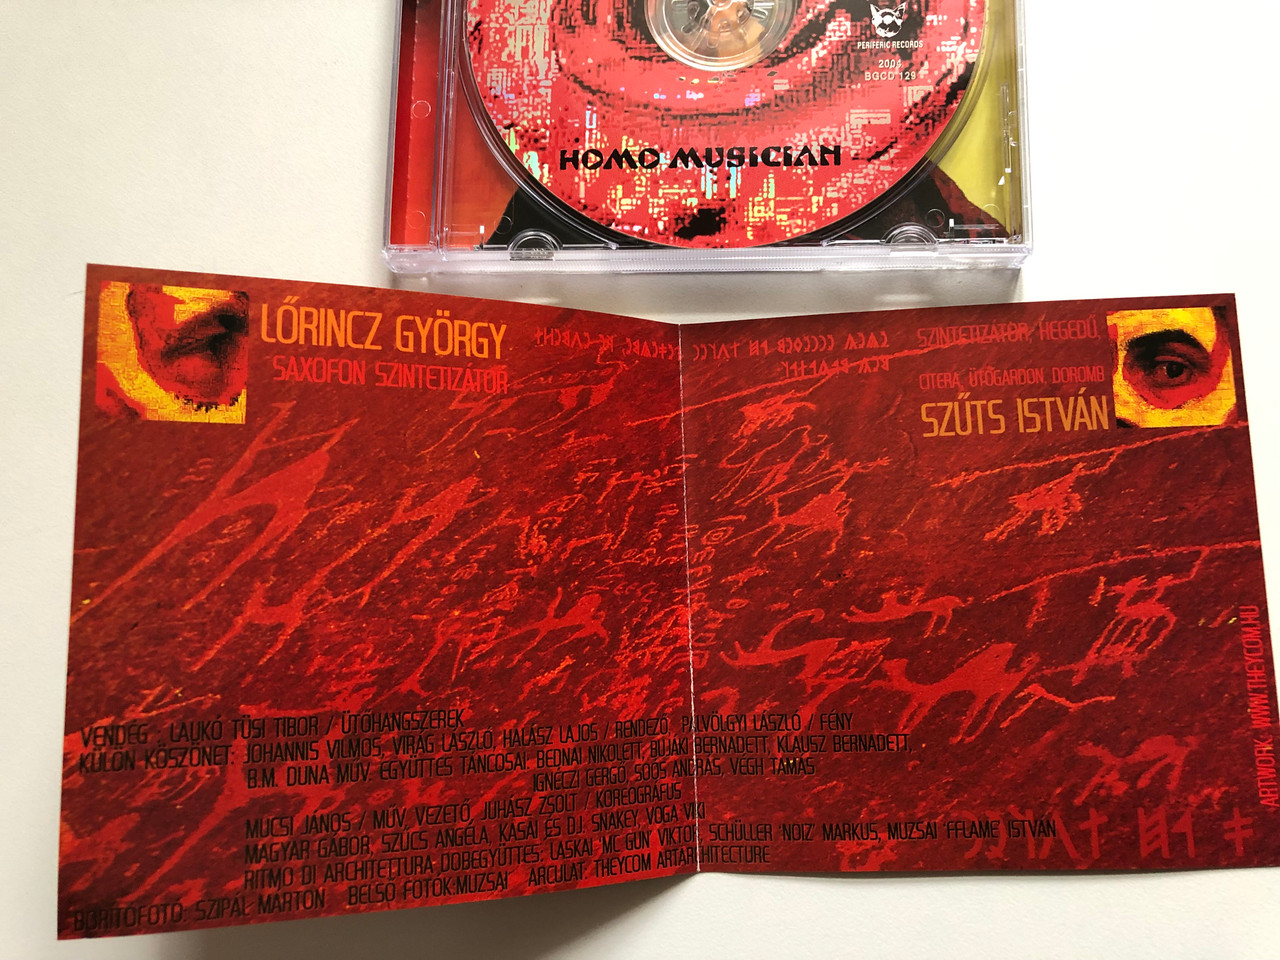 PERIFERIC RECORDS
2004
BGCD 129
HOMO MUSICIAN
LŐRINCZ GYÖRGY
SAXOFON SZINTETIZÁTOR
SZINTETIZÁTOR, HEGEDŰ,
CITERA, ÜTŐGARDON, DOROMB
SZŰTS ISTVÁN
VENDÉG : LAUKÓ TÜSI TIBOR / ÜTŐHANGSZEREK
KÜLÖN KÖSZÖNET: JOHANNIS VILMOS, VIRÁG LÁSZLÓ, HALÁSZ LAJOS / RENDEZŐ, PÁLVÖLGYI LÁSZLÓ / FÉNY
B.M. DUNA MŰV. EGYÜTTES TÁNCOSAI: BEDNAI NIKOLETT, BUJÁKI BERNADETT, KLAUSZ BERNADETT,
IGNÉCZI GERGŐ, SOÓS ANDRÁS, VÉGH TAMÁS
MUCSI JÁNOS / MŰV, VEZETŐ, JUHÁSZ ZSOLT / KOREOGRÁFUS
MAGYAR GÁBOR, SZŰCS ANGÉLA, KASAI ÉS DJ. SNAKEY, VOGA VIKI
RITMO DI ARCHITETTURA DOBEGYÜTTES: LASKAI 'MC GUN' VIKTOR, SCHÜLLER 'NOIZ' MARKUS, MUZSAI 'FFLAME' ISTVÁN
BORÍTÓFOTÓ: SZIPÁL MÁRTON BELSŐ FOTÓK:MUZSAI ARCULAT: THEYCOM ARTARCHITECTURE
ARTWORK: WWW.THEYCOM.HU